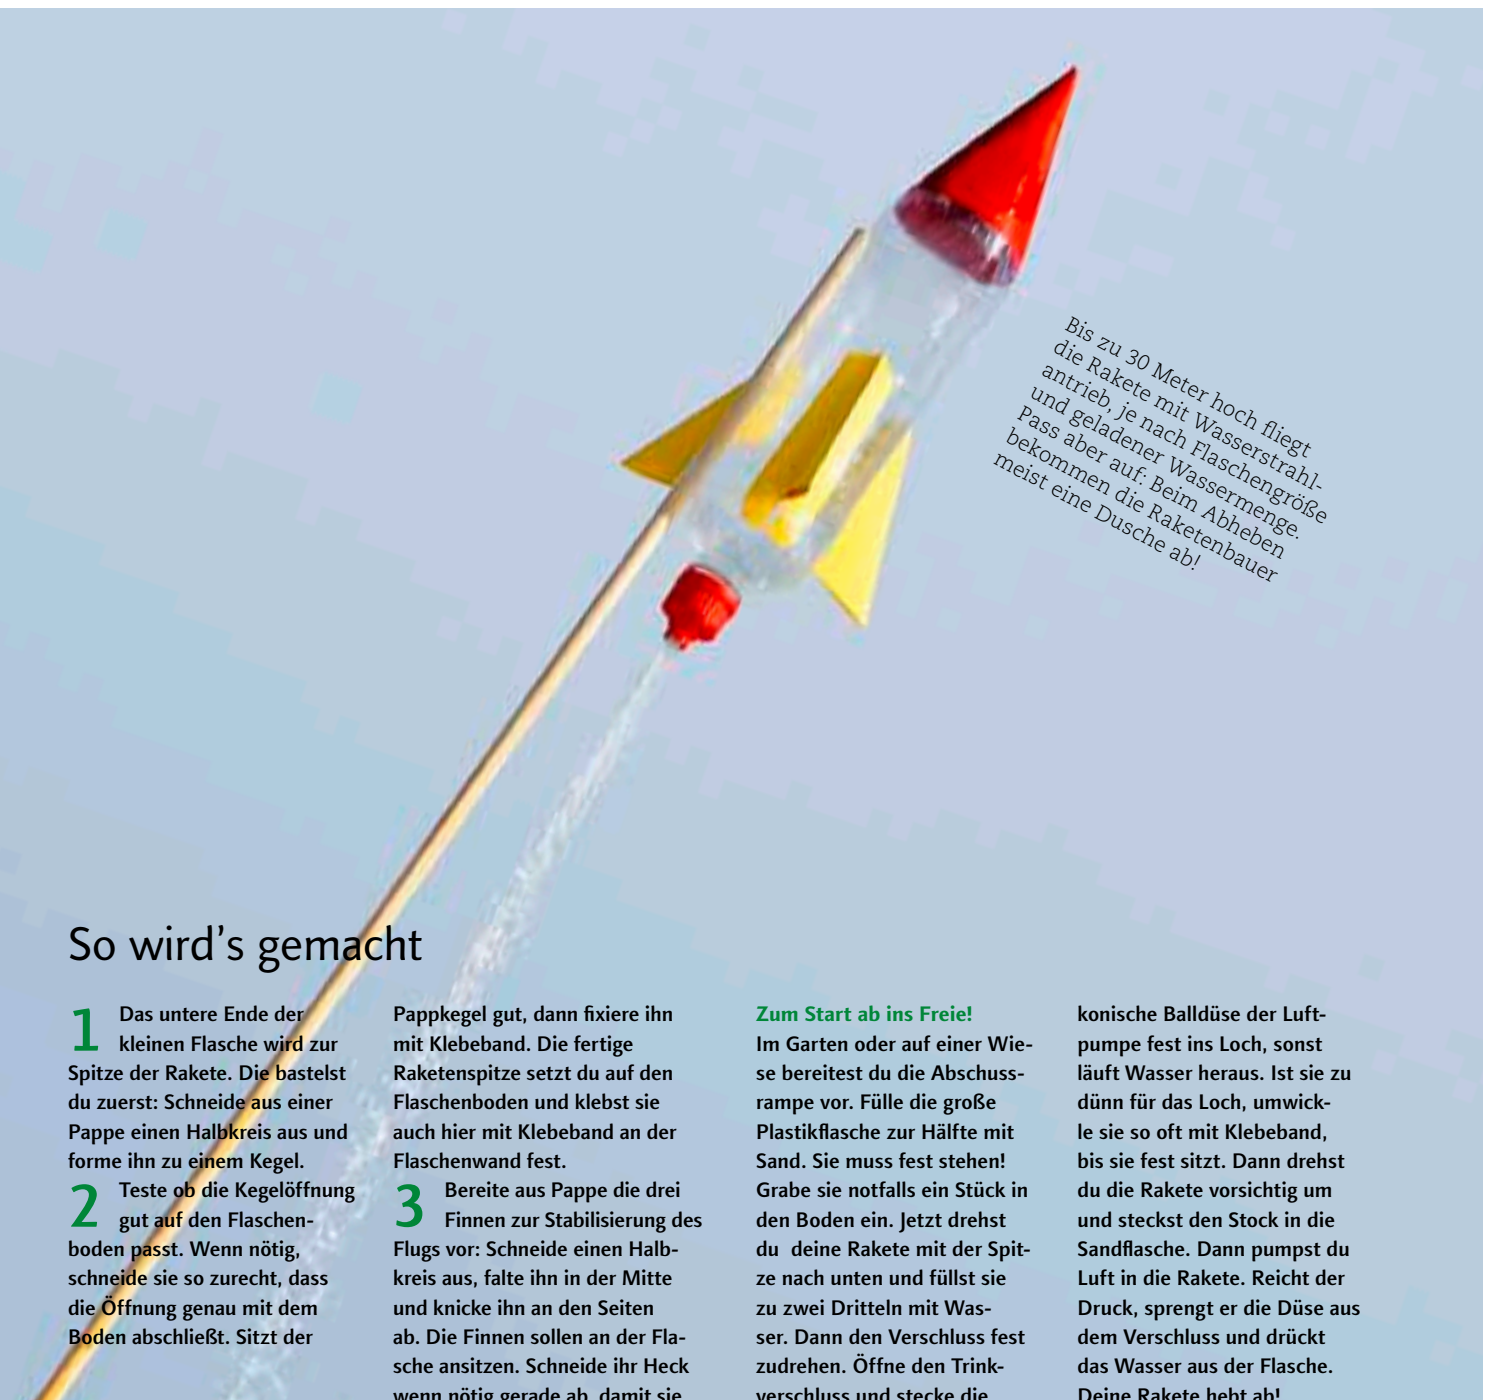 Bis zu 30 Meter hoch fliegt
die Rakete mit Wasserstrahl-
antrieb, je nach Flaschengröße
und geladener Wassermenge.
Pass aber auf: Beim Abheben
bekommen die Raketenbauer
meist eine Dusche ab!
So wird's gemacht
1 Das untere Ende der
kleinen Flasche wird zur
Spitze der Rakete. Die bastelst
du zuerst: Schneide aus einer
Pappe einen Halbkreis aus und
forme ihn zu einem Kegel.
2 Teste ob die Kegelöffnung
gut auf den Flaschen-
boden passt. Wenn nötig,
schneide sie so zurecht, dass
die Öffnung genau mit dem
Boden abschließt. Sitzt der
Pappkegel gut, dann fixiere ihn
mit Klebeband. Die fertige
Raketenspitze setzt du auf den
Flaschenboden und klebst sie
auch hier mit Klebeband an der
Flaschenwand fest.
3 Bereite aus Pappe die drei
Finnen zur Stabilisierung des
Flugs vor: Schneide einen Halb-
kreis aus, falte ihn in der Mitte
und knicke ihn an den Seiten
ab. Die Finnen sollen an der Fla-
sche ansitzen. Schneide ihr Heck
wenn nötig gerade ab, damit sie
Zum Start ab ins Freie!
Im Garten oder auf einer Wie-
se bereitest du die Abschuss-
rampe vor. Fülle die große
Plastikflasche zur Hälfte mit
Sand. Sie muss fest stehen!
Grabe sie notfalls ein Stück in
den Boden ein. Jetzt drehst
du deine Rakete mit der Spit-
ze nach unten und füllst sie
zu zwei Dritteln mit Was-
ser. Dann den Verschluss fest
zudrehen. Öffne den Trink-
verschluss und stecke die
konische Balldüse der Luft-
pumpe fest ins Loch, sonst
läuft Wasser heraus. Ist sie zu
dünn für das Loch, umwick-
le sie so oft mit Klebeband,
bis sie fest sitzt. Dann drehst
du die Rakete vorsichtig um
und steckst den Stock in die
Sandflasche. Dann pumpst du
Luft in die Rakete. Reicht der
Druck, sprengt er die Düse aus
dem Verschluss und drückt
das Wasser aus der Flasche.
Deine Rakete hebt ab!